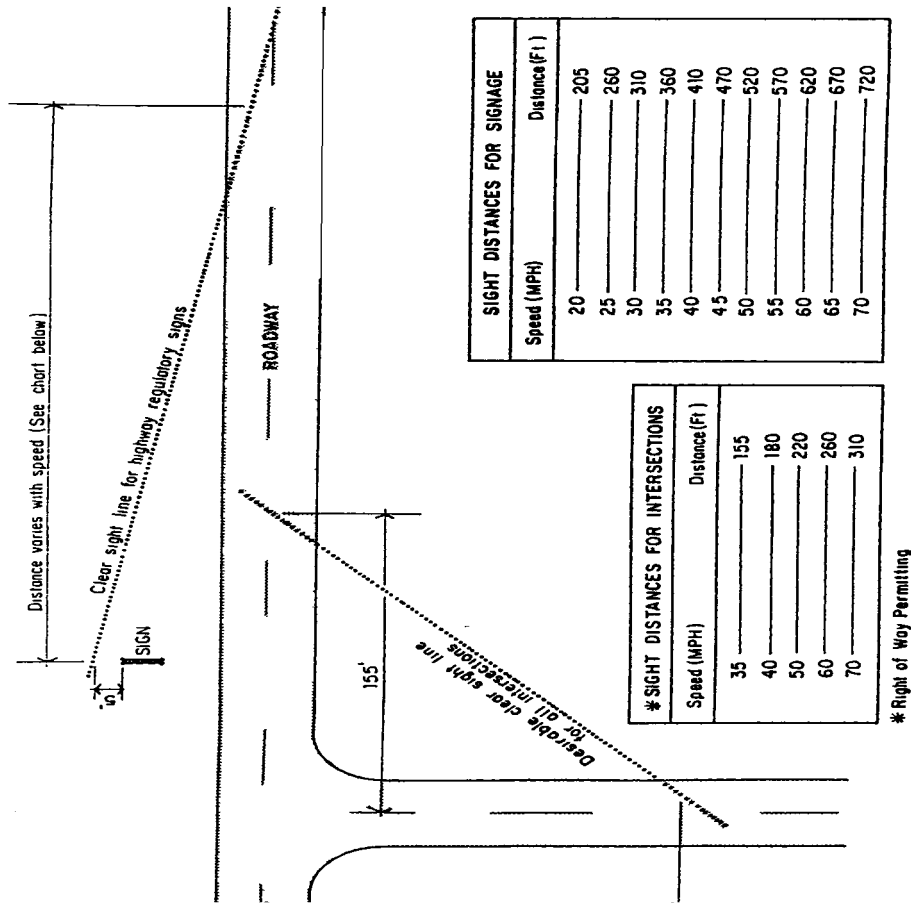 Distance varies with speed (See chart below)
Clear sight line for highway regulatory signs
5'
SIGN
ROADWAY
155'
Desirable clear sight line
for all intersections
SIGHT DISTANCES FOR SIGNAGE
Speed (MPH) Distance (Ft)
20 205
25 260
30 310
35 360
40 410
45 470
50 520
55 570
60 620
65 670
70 720
*SIGHT DISTANCES FOR INTERSECTIONS
Speed (MPH) Distance (Ft)
35 155
40 180
50 220
60 260
70 310
* Right of Way Permitting